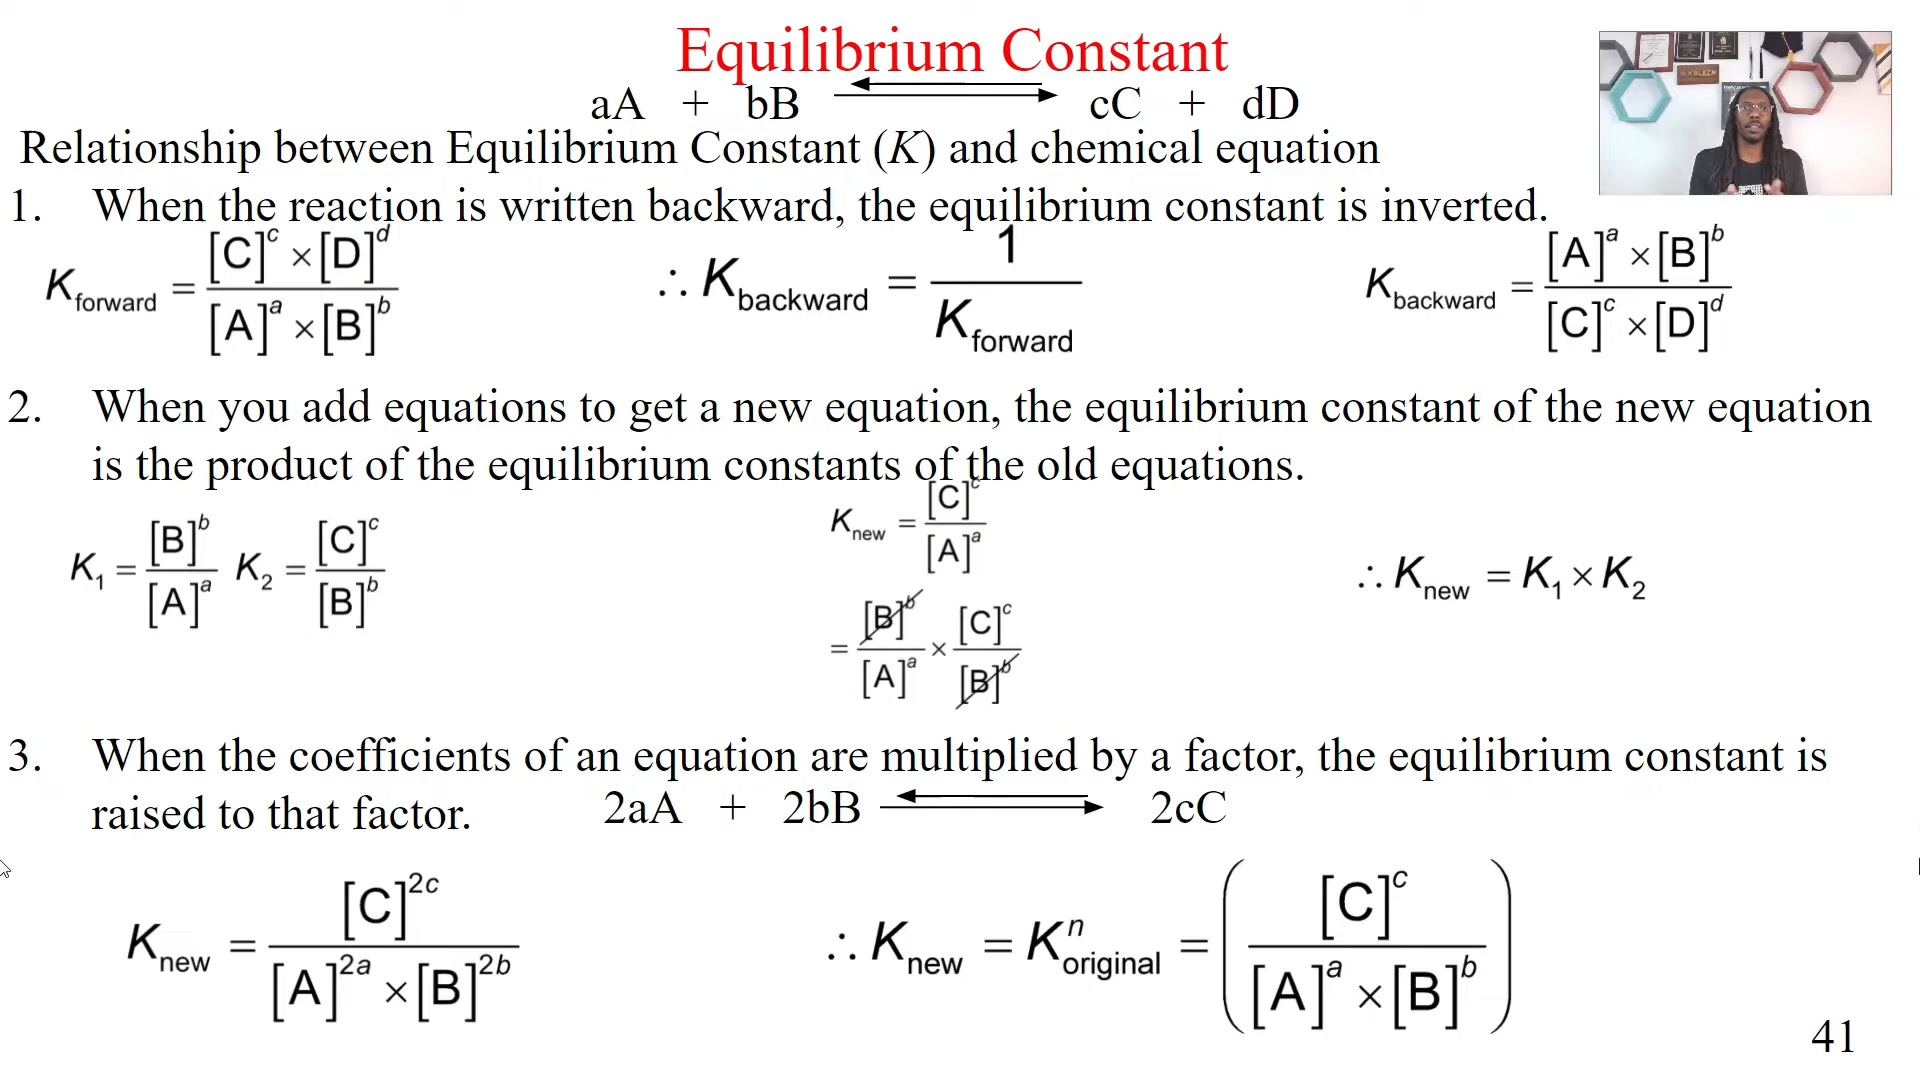 Equilibrium Constant
aA + bB ⇌ cC + dD
Relationship between Equilibrium Constant (K) and chemical equation
1. When the reaction is written backward, the equilibrium constant is inverted.
K_forward = [C]^c × [D]^d / [A]^a × [B]^b
∴ K_backward = 1 / K_forward
K_backward = [A]^a × [B]^b / [C]^c × [D]^d
2. When you add equations to get a new equation, the equilibrium constant of the new equation
is the product of the equilibrium constants of the old equations.
K_1 = [B]^b / [A]^a K_2 = [C]^c / [B]^b
K_new = [C]^c / [A]^a
= [B]^b / [A]^a × [C]^c / [B]^b
∴ K_new = K_1 × K_2
3. When the coefficients of an equation are multiplied by a factor, the equilibrium constant is
raised to that factor. 2aA + 2bB ⇌ 2cC
K_new = [C]^2c / [A]^2a × [B]^2b
∴ K_new = K^n_original = ( [C]^c / [A]^a × [B]^b )
41